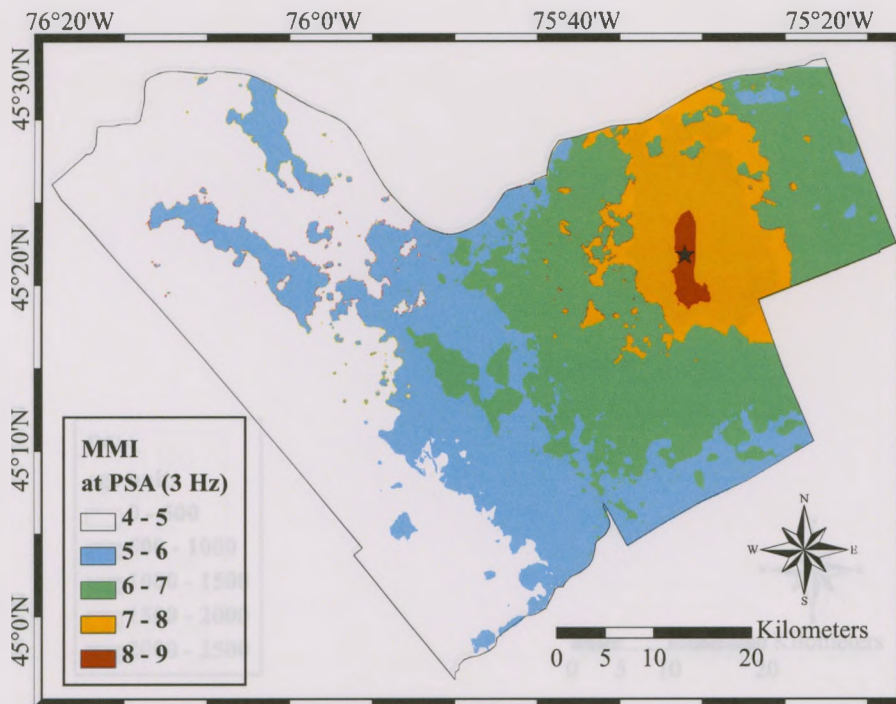 76°20'W 76°0'W 75°40'W 75°20'W
45°30'N
45°20'N
45°10'N
45°0'N
MMI
at PSA (3 Hz)
4 - 5
5 - 6
6 - 7
7 - 8
8 - 9
N
W E
S
Kilometers
0 5 10 20